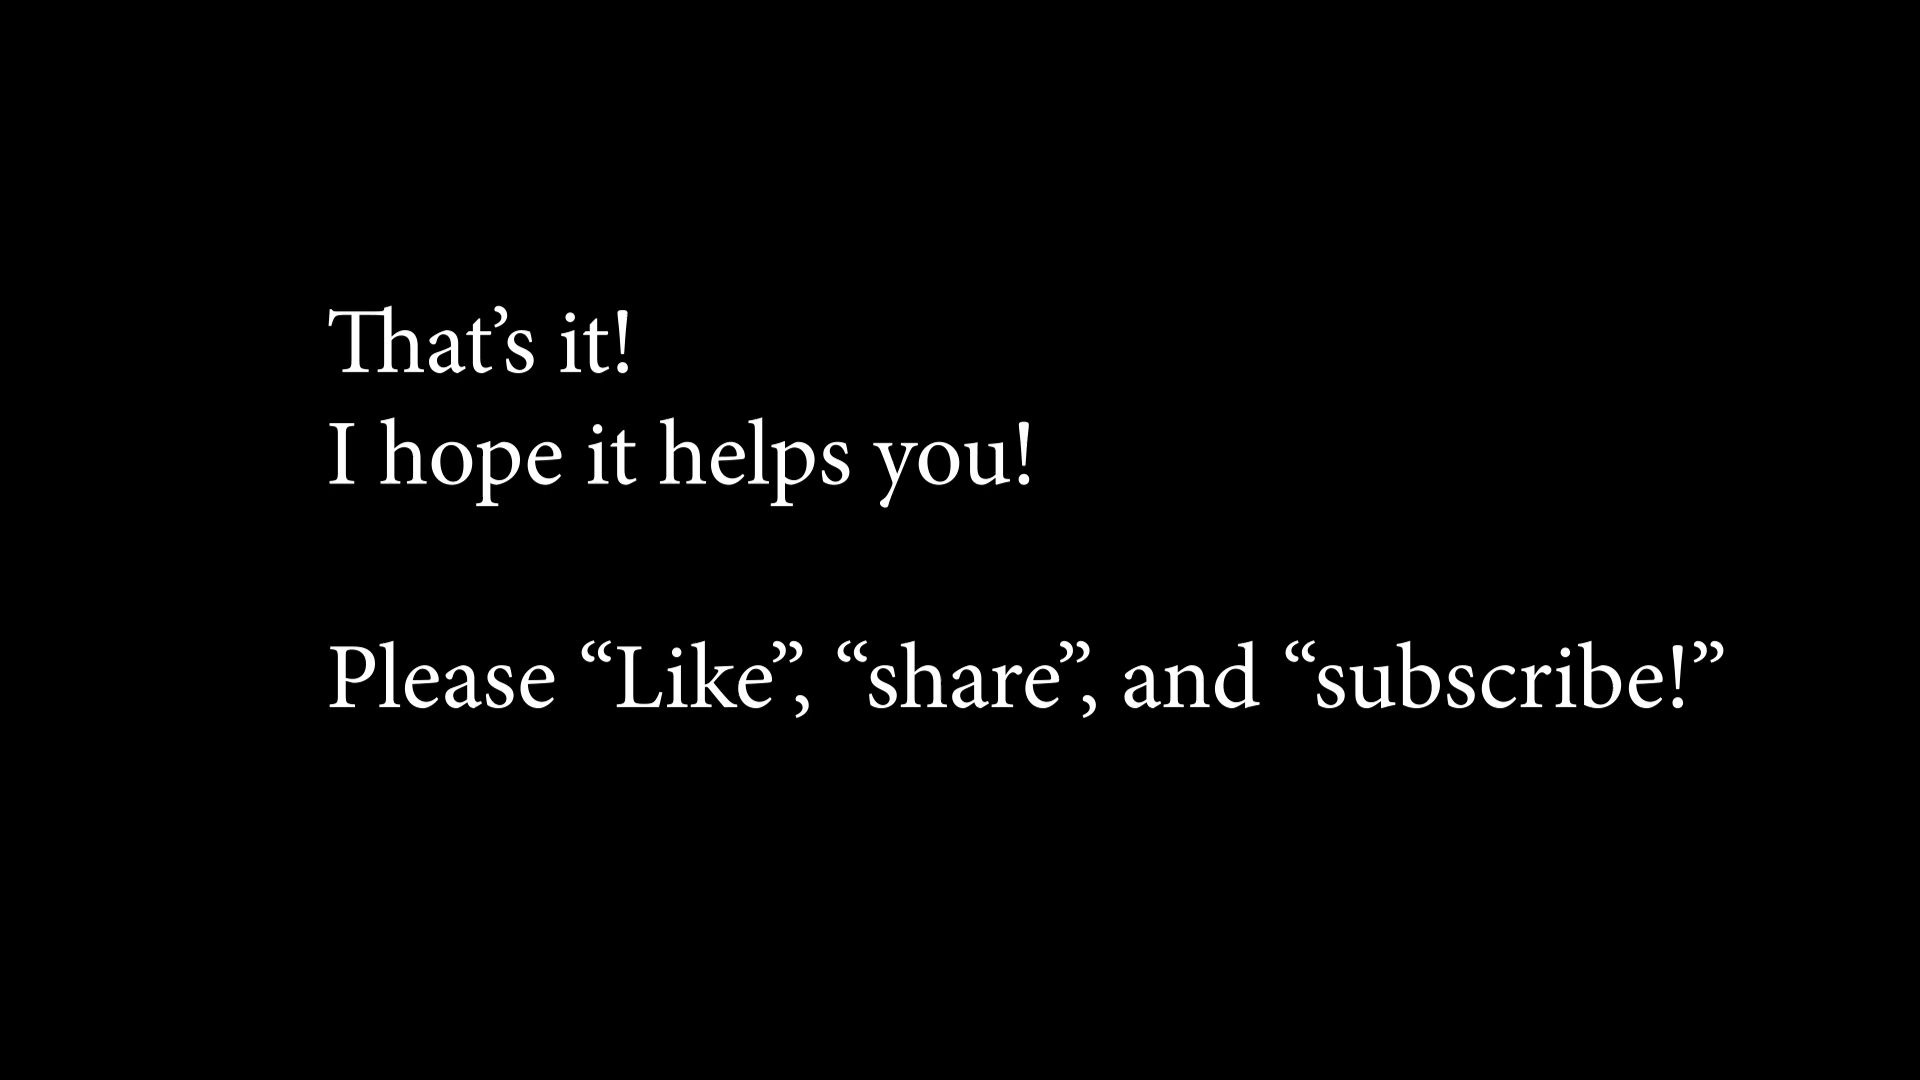 That’s it!
I hope it helps you!
Please “Like”, “share”, and “subscribe!”